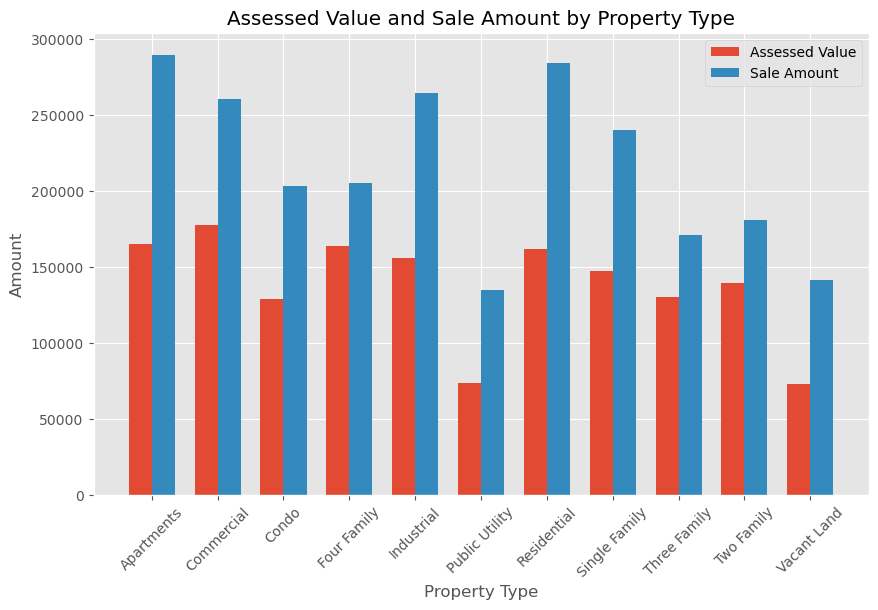 Assessed Value and Sale Amount by Property Type
Assessed Value
Sale Amount
300000
250000
200000
150000
100000
50000
0
Amount
Apartments
Commercial
Condo
Four Family
Industrial
Public Utility
Residential
Single Family
Three Family
Two Family
Vacant Land
Property Type